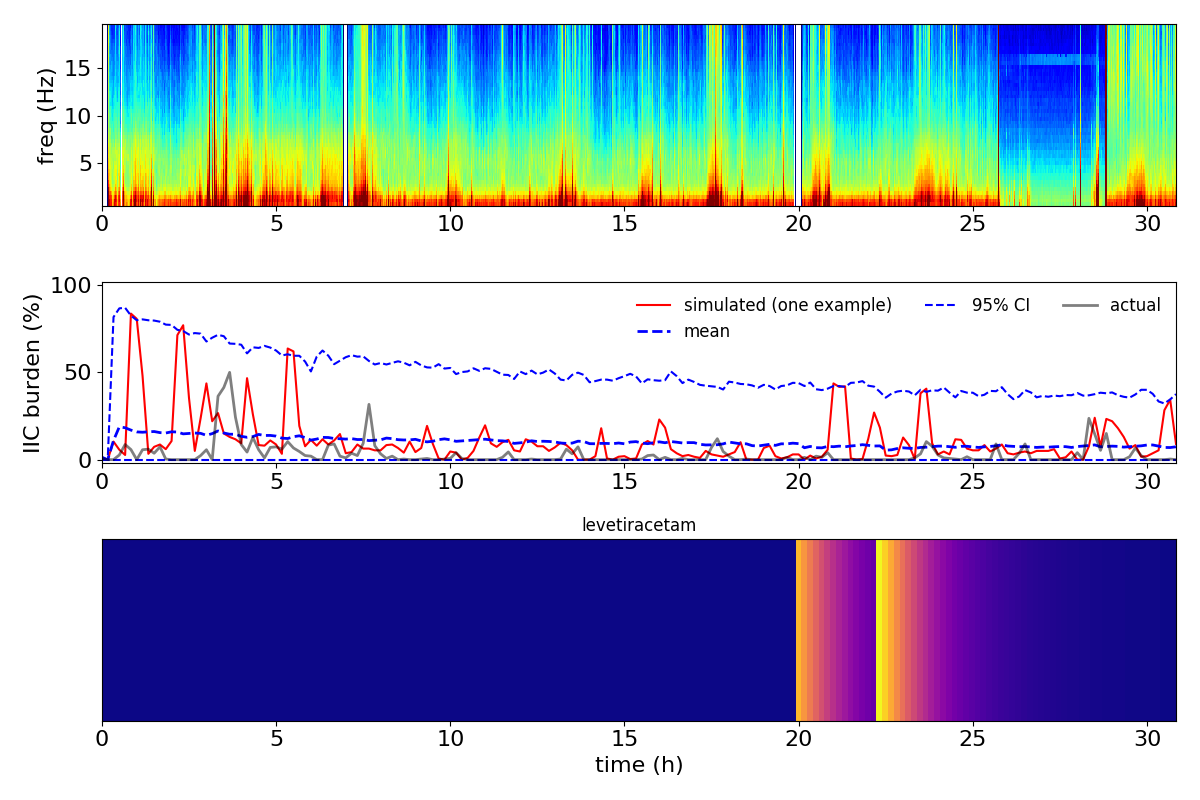 freq (Hz)
15
10
5
0 5 10 15 20 25 30
IIC burden (%)
100
50
0
simulated (one example) 95% CI actual
mean
0 5 10 15 20 25 30
levetiracetam
0 5 10 15 20 25 30
time (h)